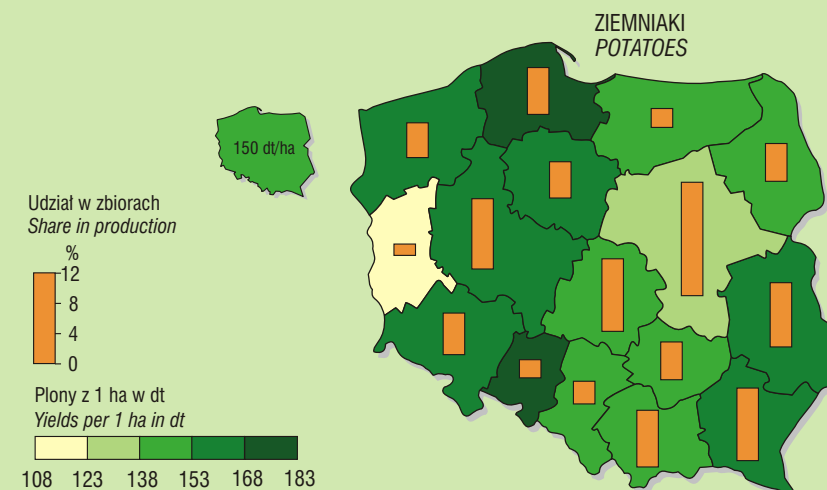 ZIEMNIAKI
POTATOES
150 dt/ha
Udział w zbiorach
Share in production
%
12
8
4
0
Plony z 1 ha w dt
Yields per 1 ha in dt
108 123 138 153 168 183